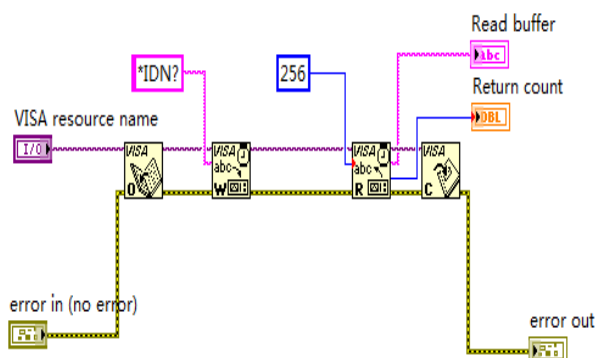 Read buffer
abc
*IDN?
256
Return count
DBL
VISA resource name
I/O
VISA
VISA
VISA
VISA
abc
abc
O
W
R
C
error in (no error)
error out